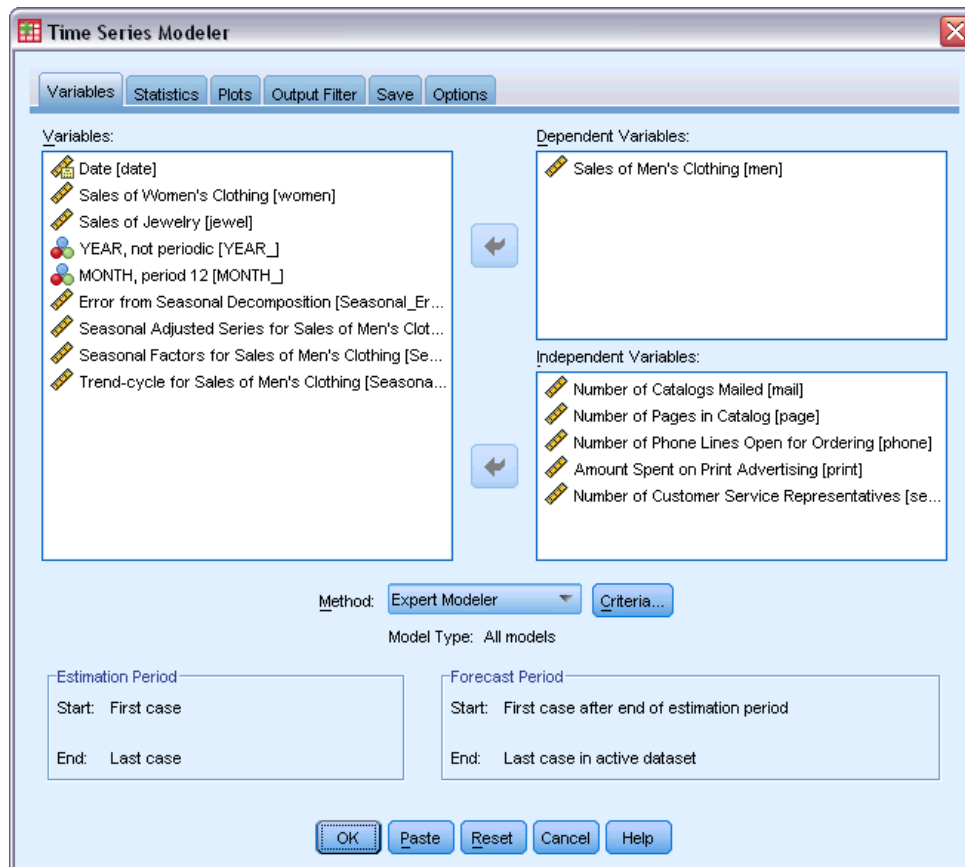 Time Series Modeler
Variables Statistics Plots Output Filter Save Options
Variables:
Date [date]
Sales of Women's Clothing [women]
Sales of Jewelry [jewel]
YEAR, not periodic [YEAR_]
MONTH, period 12 [MONTH_]
Error from Seasonal Decomposition [Seasonal_Er...
Seasonal Adjusted Series for Sales of Men's Clot...
Seasonal Factors for Sales of Men's Clothing [Se...
Trend-cycle for Sales of Men's Clothing [Seasona...
Dependent Variables:
Sales of Men's Clothing [men]
Independent Variables:
Number of Catalogs Mailed [mail]
Number of Pages in Catalog [page]
Number of Phone Lines Open for Ordering [phone]
Amount Spent on Print Advertising [print]
Number of Customer Service Representatives [se...
Method: Expert Modeler Criteria...
Model Type: All models
Estimation Period
Start: First case
End: Last case
Forecast Period
Start: First case after end of estimation period
End: Last case in active dataset
OK Paste Reset Cancel Help